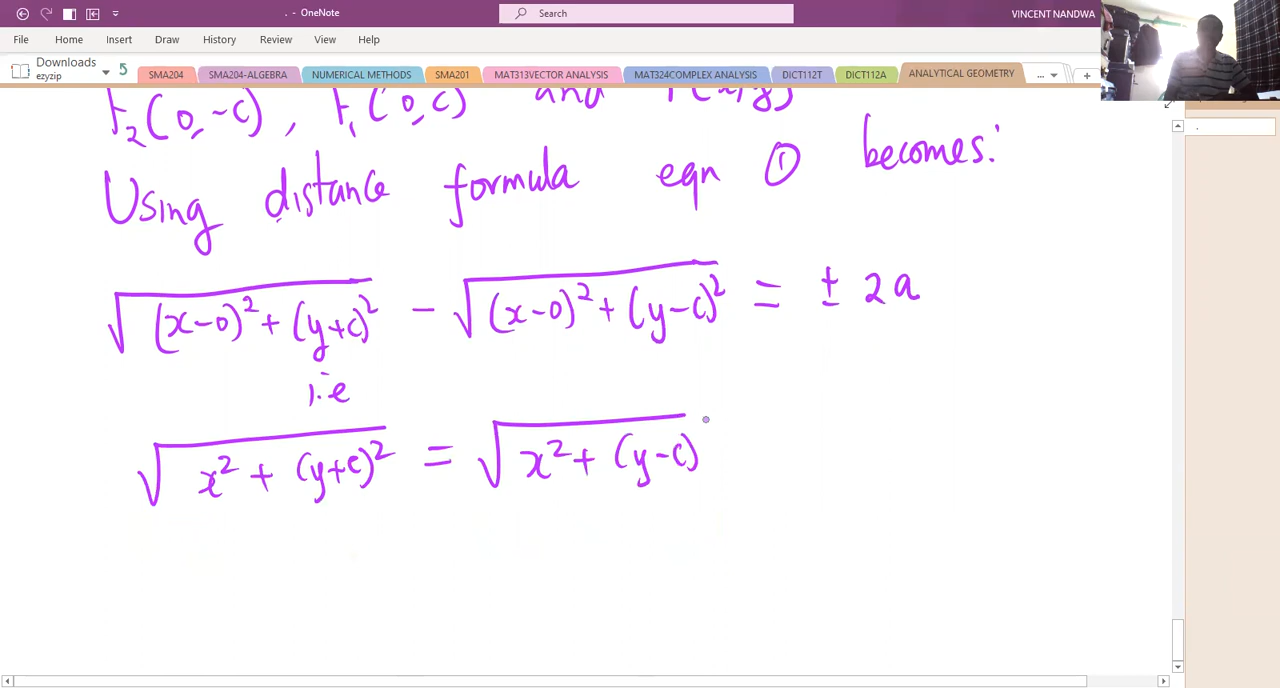 . - OneNote
Search
VINCENT NANDWA
File Home Insert Draw History Review View Help
Downloads
ezyzip
SMA204 SMA204-ALGEBRA NUMERICAL METHODS SMA201 MAT313VECTOR ANALYSIS MAT324COMPLEX ANALYSIS DICT112T DICT112A ANALYTICAL GEOMETRY ... +
F₂(0,-c), F₁(0,c) and P(x,y)
Using distance formula eqn ① becomes:
√((x-0)²+(y+c)²) - √((x-0)²+(y-c)²) = ± 2a
i.e
√(x²+(y+c)²) = √(x²+(y-c)